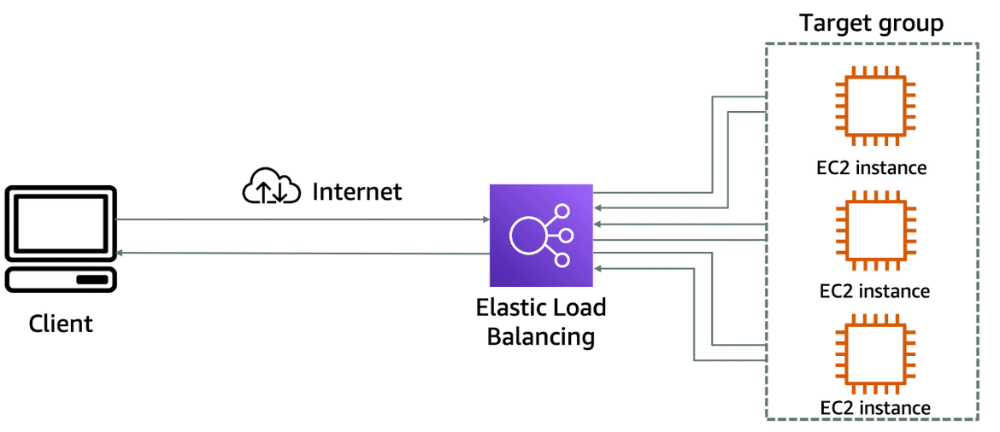 Target group
EC2 instance
Internet
EC2 instance
Elastic Load
Balancing
Client
EC2 instance